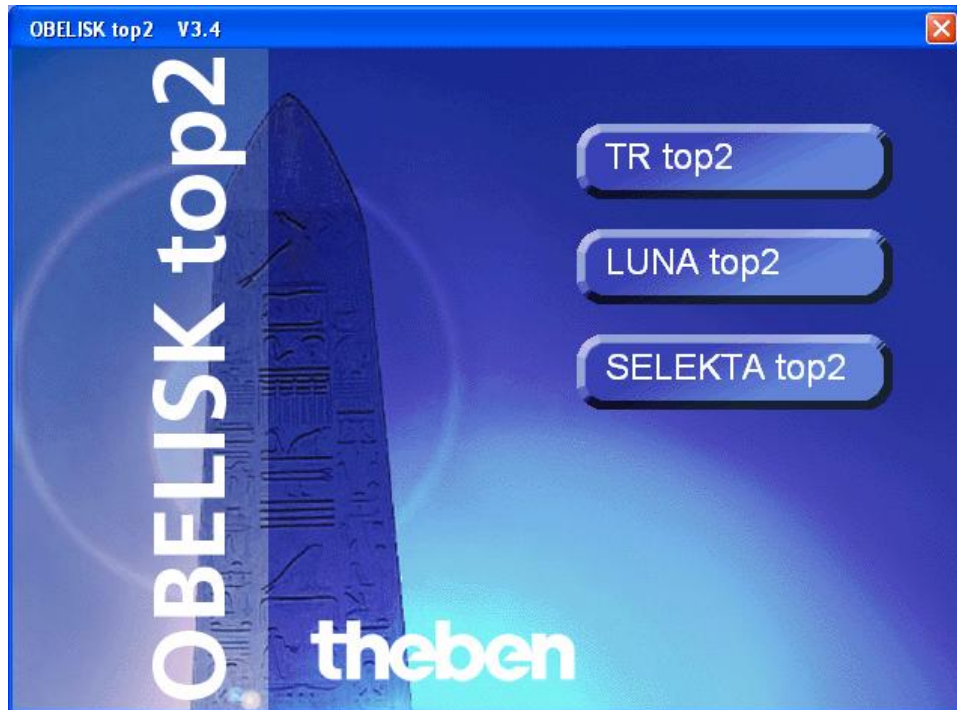 OBELISK top2 V3.4
OBELISK top2
TR top2
LUNA top2
SELEKTA top2
theben